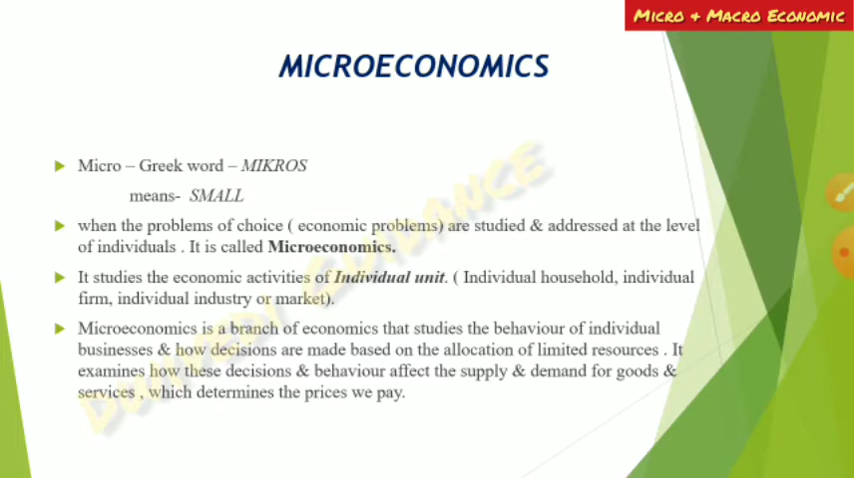 MICRO & MACRO ECONOMIC
MICROECONOMICS
Micro – Greek word – MIKROS
means- SMALL
when the problems of choice ( economic problems) are studied & addressed at the level
of individuals . It is called Microeconomics.
It studies the economic activities of Individual unit. ( Individual household, individual
firm, individual industry or market).
Microeconomics is a branch of economics that studies the behaviour of individual
businesses & how decisions are made based on the allocation of limited resources . It
examines how these decisions & behaviour affect the supply & demand for goods &
services , which determines the prices we pay.
GUIDANCE